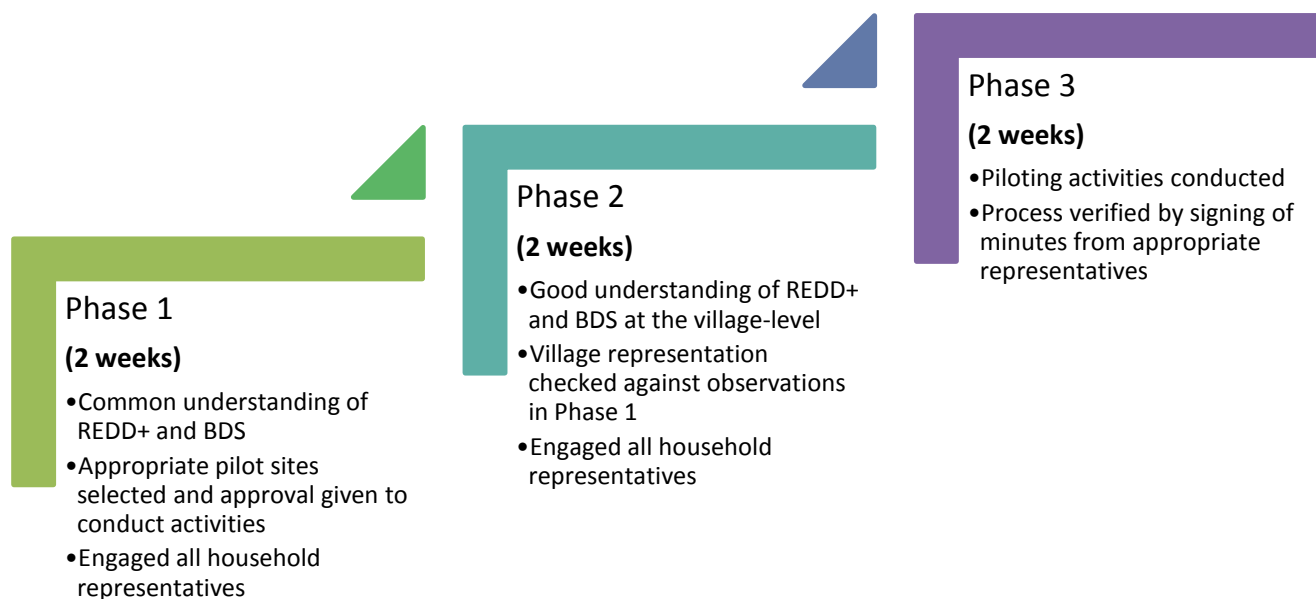 Phase 1
(2 weeks)
•Common understanding of
REDD+ and BDS
•Appropriate pilot sites
selected and approval given to
conduct activities
•Engaged all household
representatives
Phase 2
(2 weeks)
•Good understanding of REDD+
and BDS at the village-level
•Village representation
checked against observations
in Phase 1
•Engaged all household
representatives
Phase 3
(2 weeks)
•Piloting activities conducted
•Process verified by signing of
minutes from appropriate
representatives